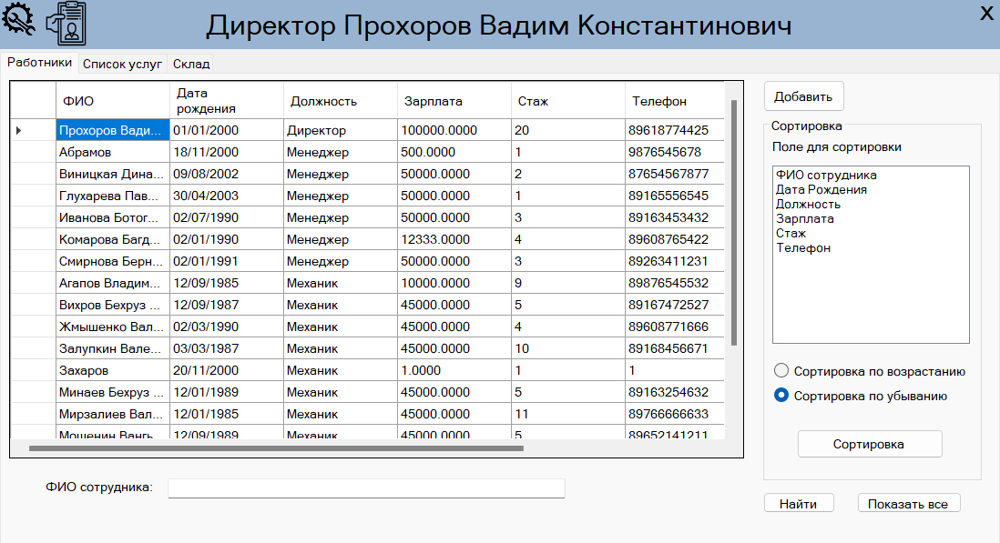 Директор Прохоров Вадим Константинович
X
Работники Список услуг Склад
ФИО Дата рождения Должность Зарплата Стаж Телефон
Прохоров Вади... 01/01/2000 Директор 100000.0000 20 89618774425
Абрамов 18/11/2000 Менеджер 500.0000 1 9876545678
Виницкая Дина... 09/08/2002 Менеджер 50000.0000 2 87654567877
Глухарева Пав... 30/04/2003 Менеджер 50000.0000 1 89165556545
Иванова Ботог... 02/07/1990 Менеджер 50000.0000 3 89163453432
Комарова Багд... 02/01/1990 Менеджер 12333.0000 4 89608765422
Смирнова Берн... 02/01/1991 Менеджер 50000.0000 3 89263411231
Агапов Владим... 12/09/1985 Механик 10000.0000 9 89876545532
Вихров Бехруз ... 12/09/1987 Механик 45000.0000 5 89167472527
Жмышенко Вал... 02/03/1990 Механик 45000.0000 4 89608771666
Залупкин Вале... 03/03/1987 Механик 45000.0000 10 89168456671
Захаров 20/11/2000 Механик 1.0000 1 1
Минаев Бехруз ... 12/01/1989 Механик 45000.0000 5 89163254632
Мирзалиев Вал... 12/01/1985 Механик 45000.0000 11 89766666633
Мошенин Вангь... 12/09/1989 Механик 45000.0000 5 89652141211
ФИО сотрудника:
Добавить
Сортировка
Поле для сортировки
ФИО сотрудника
Дата Рождения
Должность
Зарплата
Стаж
Телефон
Сортировка по возрастанию
Сортировка по убыванию
Сортировка
Найти Показать все